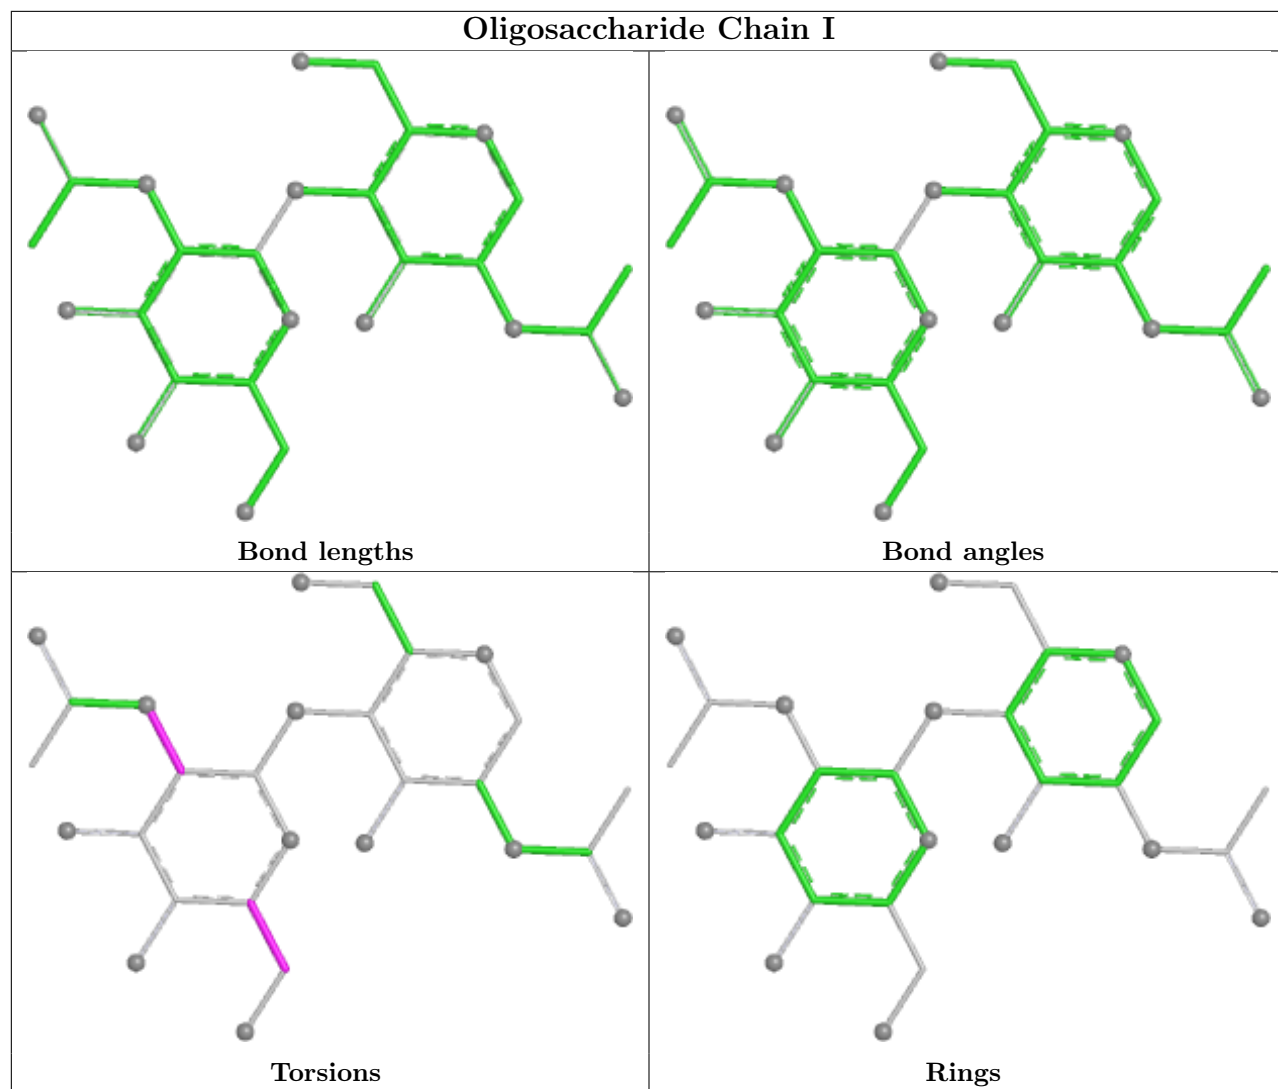 Oligosaccharide Chain I
Bond lengths
Bond angles
Torsions
Rings